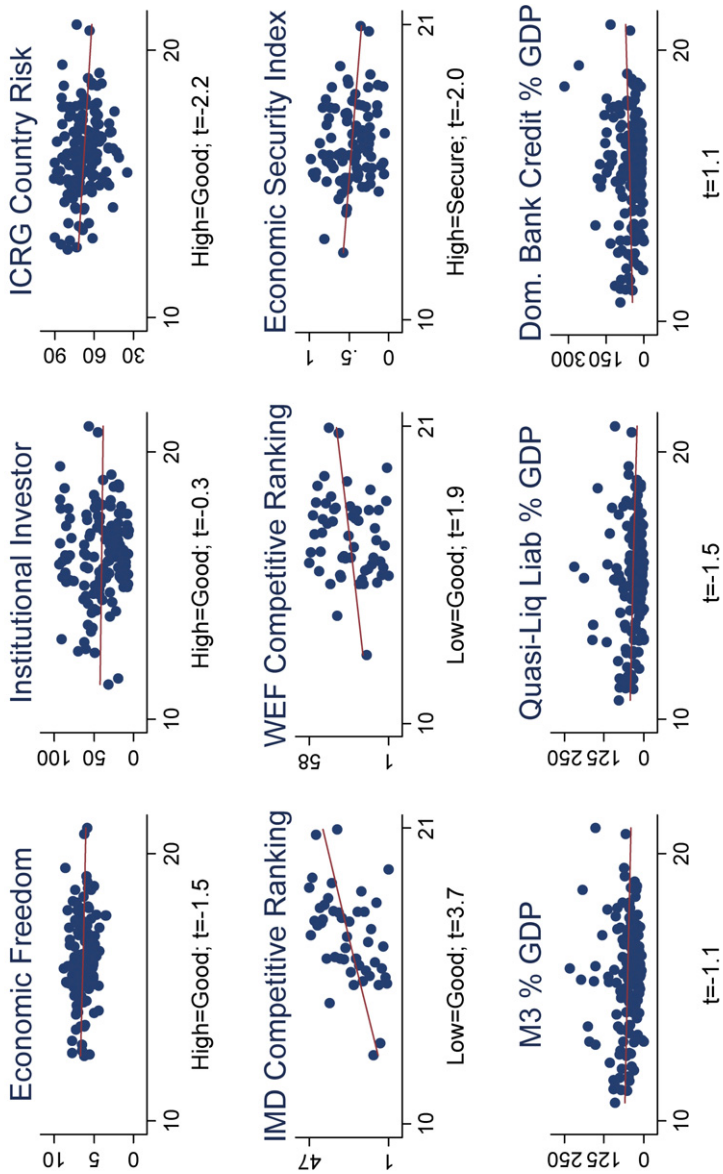 Economic Freedom
10
5
0
10 20
High=Good; t=-1.5
Institutional Investor
100
50
0
10 20
High=Good; t=-0.3
ICRG Country Risk
90
60
30
10 20
High=Good; t=-2.2
IMD Competitive Ranking
47
1
10 21
Low=Good; t=3.7
WEF Competitive Ranking
58
1
10 21
Low=Good; t=1.9
Economic Security Index
1
.5
0
10 21
High=Secure; t=-2.0
M3 % GDP
250
125
0
10 20
t=-1.1
Quasi-Liq Liab % GDP
250
125
0
10 20
t=-1.5
Dom. Bank Credit % GDP
300
150
0
10 20
t=1.1